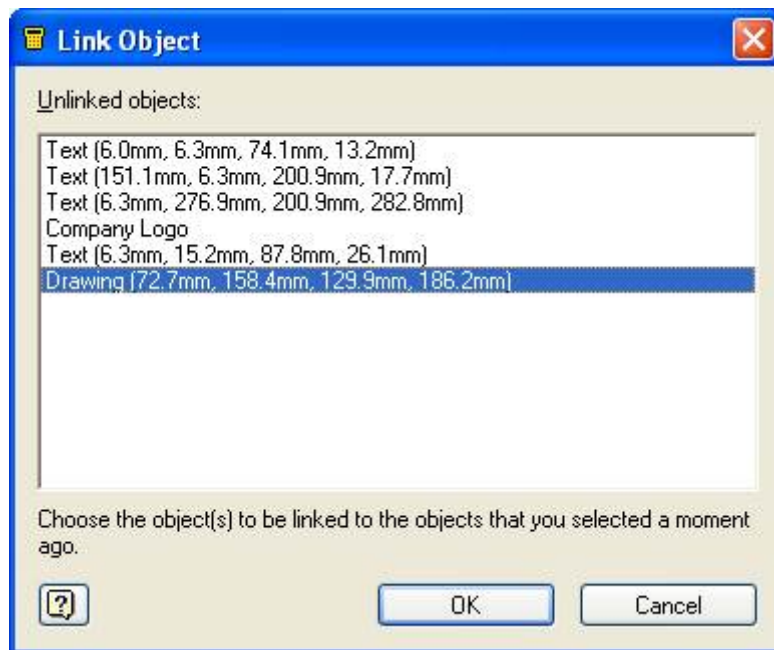 Link Object
Unlinked objects:
Text (6.0mm, 6.3mm, 74.1mm, 13.2mm)
Text (151.1mm, 6.3mm, 200.9mm, 17.7mm)
Text (6.3mm, 276.9mm, 200.9mm, 282.8mm)
Company Logo
Text (6.3mm, 15.2mm, 87.8mm, 26.1mm)
Drawing (72.7mm, 158.4mm, 129.9mm, 186.2mm)
Choose the object(s) to be linked to the objects that you selected a moment
ago.
OK Cancel